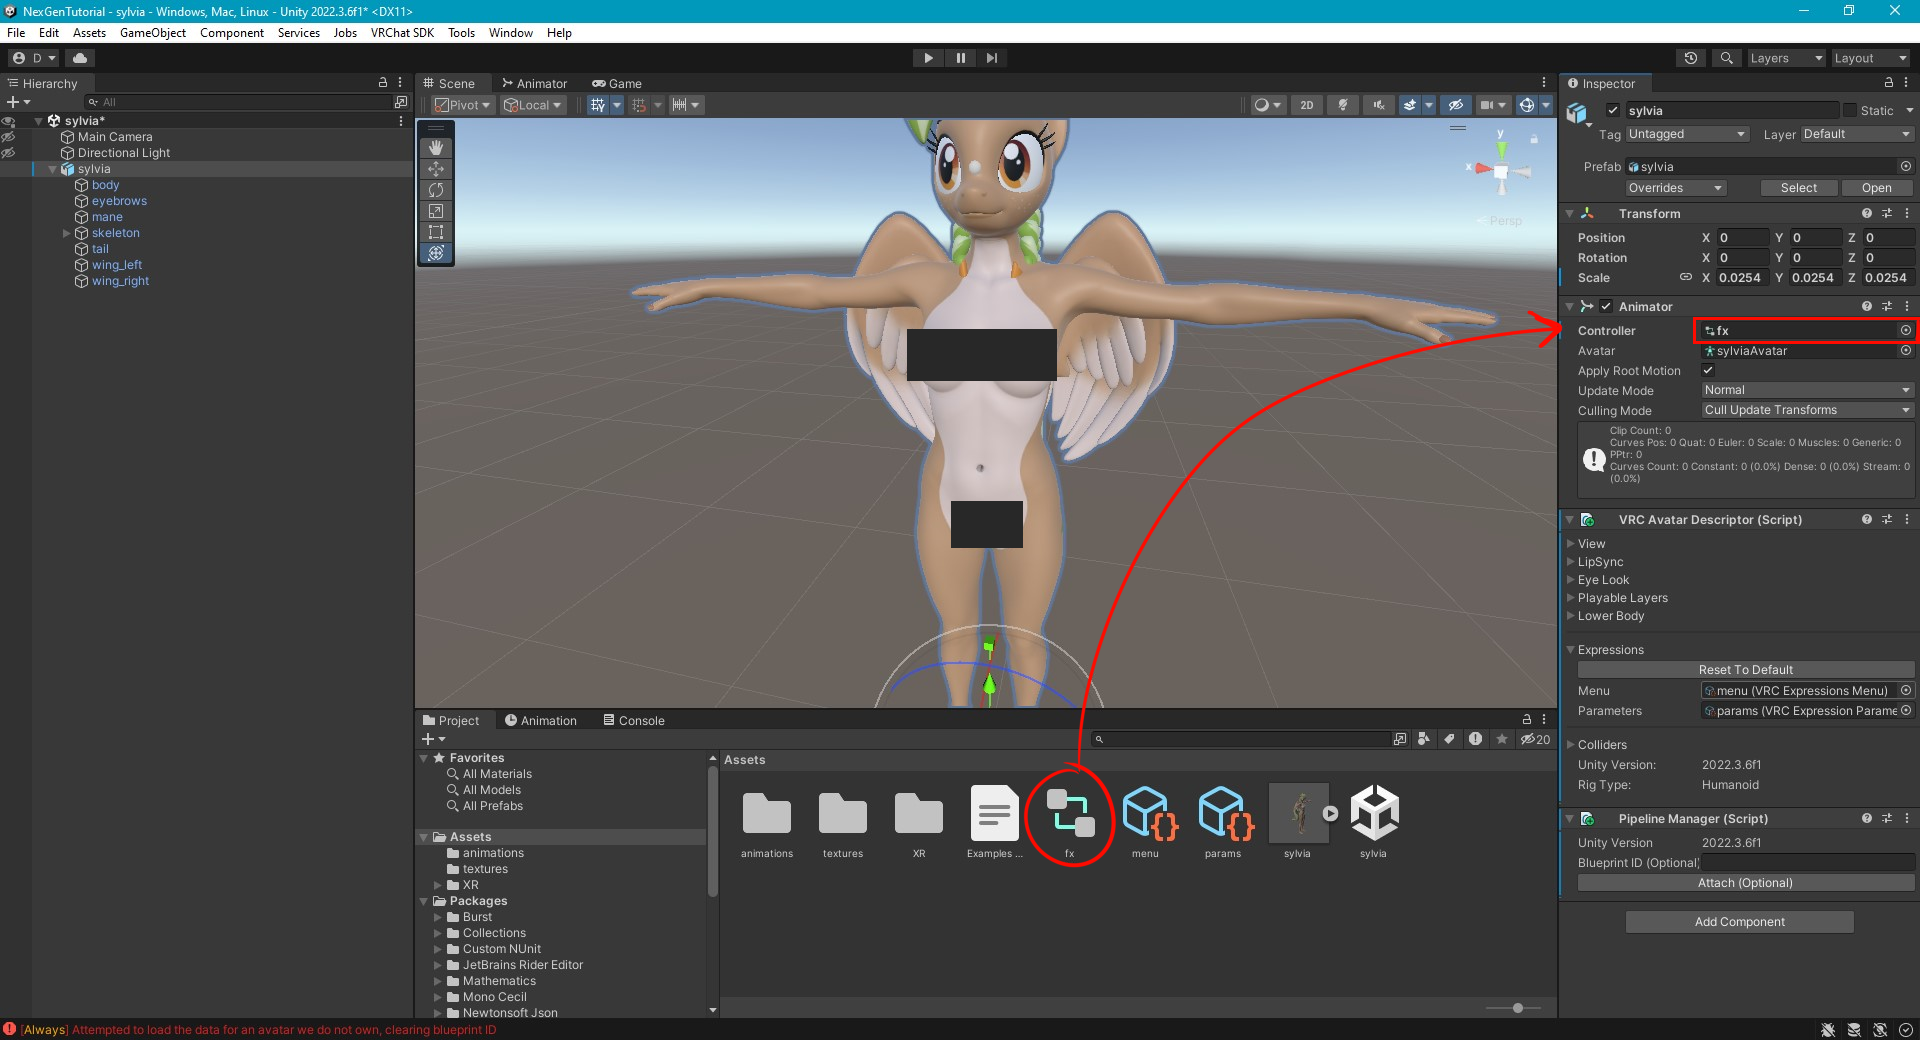 NexGenTutorial - sylvia - Windows, Mac, Linux - Unity 2022.3.6f1* <DX11>
File Edit Assets GameObject Component Services Jobs VRChat SDK Tools Window Help
D
Layers
Layout
Hierarchy
All
sylvia*
Main Camera
Directional Light
sylvia
body
eyebrows
mane
skeleton
tail
wing_left
wing_right
Scene Animator Game
Pivot Local 2D
y
x
Persp
Inspector
sylvia Static
Tag Untagged Layer Default
Prefab sylvia
Overrides Select Open
Transform
Position X 0 Y 0 Z 0
Rotation X 0 Y 0 Z 0
Scale X 0.0254 Y 0.0254 Z 0.0254
Animator
Controller fx
Avatar sylviaAvatar
Apply Root Motion
Update Mode Normal
Culling Mode Cull Update Transforms
Clip Count: 0
Curves Pos: 0 Quat: 0 Euler: 0 Scale: 0 Muscles: 0 Generic: 0
PPtr: 0
Curves Count: 0 Constant: 0 (0.0%) Dense: 0 (0.0%) Stream: 0
(0.0%)
VRC Avatar Descriptor (Script)
View
LipSync
Eye Look
Playable Layers
Lower Body
Expressions
Reset To Default
Menu menu (VRC Expressions Menu)
Parameters params (VRC Expression Parame
Colliders
Unity Version: 2022.3.6f1
Rig Type: Humanoid
Pipeline Manager (Script)
Unity Version 2022.3.6f1
Blueprint ID (Optional)
Attach (Optional)
Add Component
Project Animation Console
20
Favorites
All Materials
All Models
All Prefabs
Assets
animations
textures
XR
Packages
Burst
Collections
Custom NUnit
JetBrains Rider Editor
Mathematics
Mono Cecil
Newtonsoft Json
Assets
animations textures XR Examples ... fx menu params sylvia sylvia
[Always] Attempted to load the data for an avatar we do not own, clearing blueprint ID